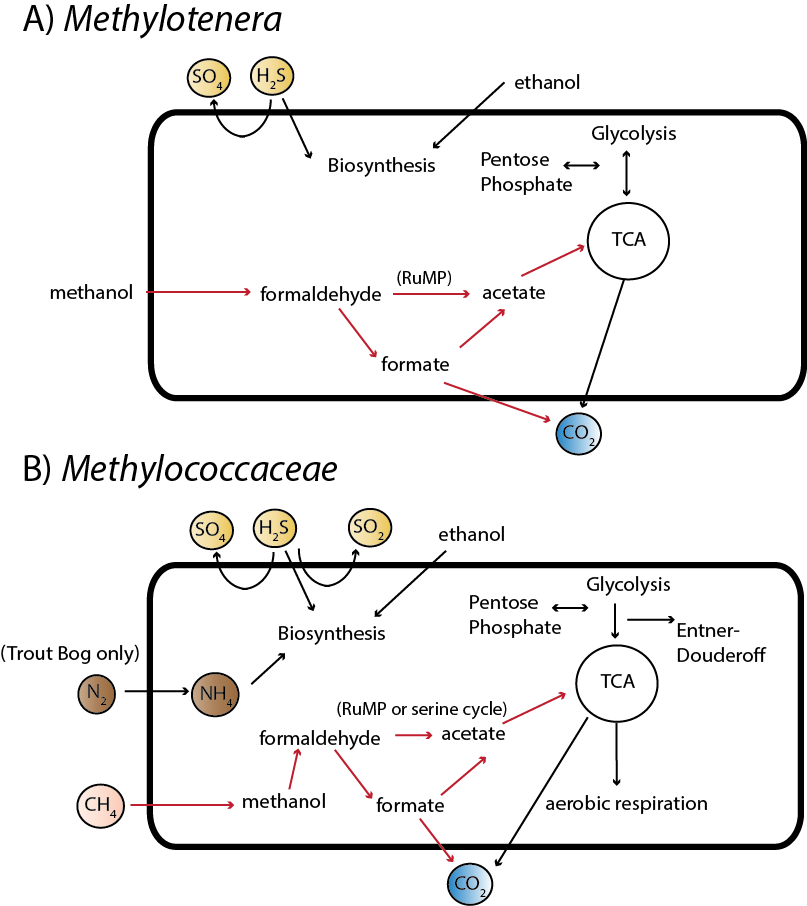 A) Methylotenera
SO4
H2S
ethanol
Glycolysis
Biosynthesis
Pentose
Phosphate
TCA
(RuMP)
methanol
formaldehyde
acetate
formate
CO2
B) Methylococcaceae
SO4
H2S
SO2
ethanol
Glycolysis
Pentose
Phosphate
Biosynthesis
Entner-
Douderoff
(Trout Bog only)
N2
NH4
TCA
(RuMP or serine cycle)
formaldehyde
acetate
CH4
methanol
formate
aerobic respiration
CO2